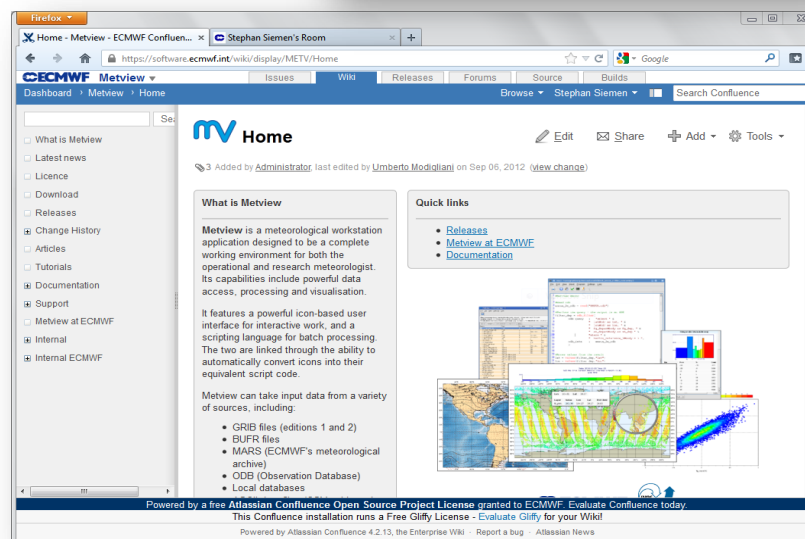 Firefox
Home - Metview - ECMWF Confluen...
Stephan Siemen's Room
https://software.ecmwf.int/wiki/display/METV/Home
Google
ECMWF Metview
Issues Wiki Releases Forums Source Builds
Dashboard › Metview › Home
Browse Stephan Siemen Search Confluence
Sea
What is Metview
Latest news
Licence
Download
Releases
Change History
Articles
Tutorials
Documentation
Support
Metview at ECMWF
Internal
Internal ECMWF
mv Home
Edit Share Add Tools
3 Added by Administrator, last edited by Umberto Modigliani on Sep 06, 2012 (view change)
What is Metview
Metview is a meteorological workstation
application designed to be a complete
working environment for both the
operational and research meteorologist.
Its capabilities include powerful data
access, processing and visualisation.
It features a powerful icon-based user
interface for interactive work, and a
scripting language for batch processing.
The two are linked through the ability to
automatically convert icons into their
equivalent script code.
Metview can take input data from a variety
of sources, including:
• GRIB files (editions 1 and 2)
• BUFR files
• MARS (ECMWF's meteorological
archive)
• ODB (Observation Database)
• Local databases
Quick links
• Releases
• Metview at ECMWF
• Documentation
Powered by a free Atlassian Confluence Open Source Project License granted to ECMWF. Evaluate Confluence today.
This Confluence installation runs a Free Gliffy License - Evaluate Gliffy for your Wiki!
Powered by Atlassian Confluence 4.2.13, the Enterprise Wiki · Report a bug · Atlassian News